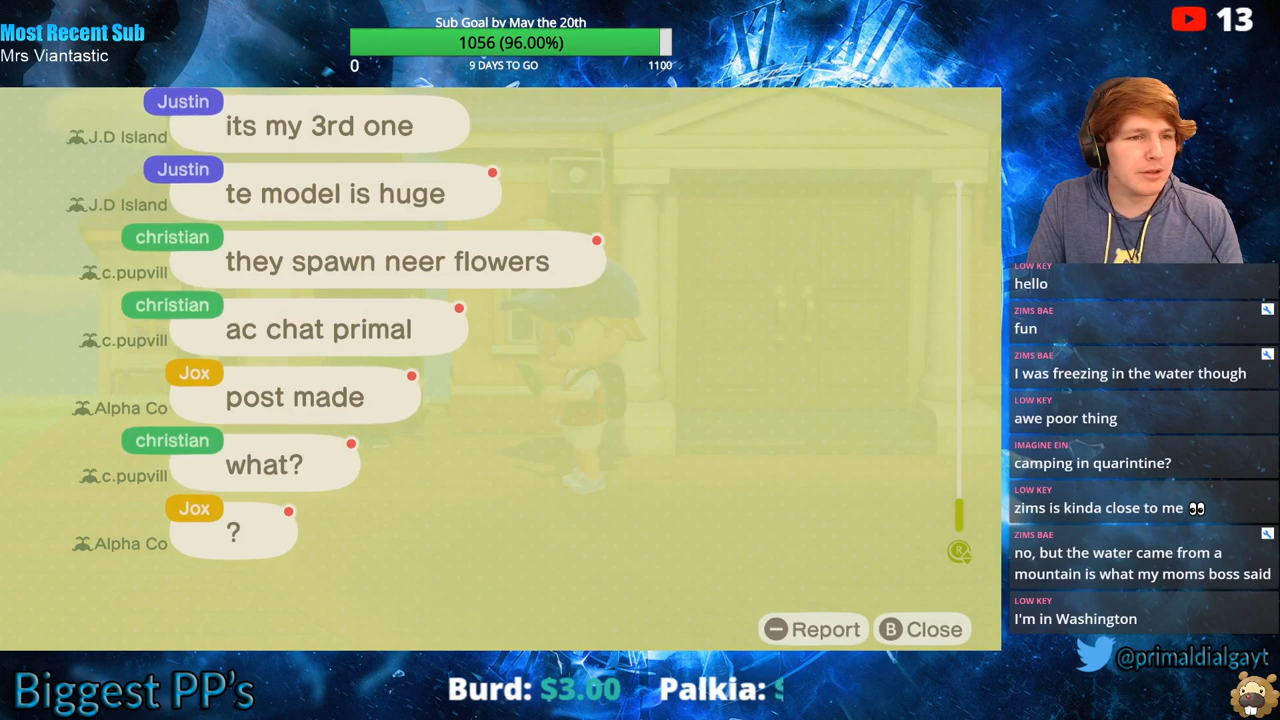 Most Recent Sub
Mrs Viantastic
Sub Goal by May the 20th
1056 (96.00%)
0
9 DAYS TO GO
1100
13
Justin
its my 3rd one
J.D Island
Justin
te model is huge
J.D Island
christian
they spawn neer flowers
c.pupvill
christian
ac chat primal
c.pupvill
Jox
post made
Alpha Co
christian
what?
c.pupvill
Jox
?
Alpha Co
R
− Report
B Close
LOW KEY
hello
ZIMS BAE
fun
ZIMS BAE
I was freezing in the water though
LOW KEY
awe poor thing
IMAGINE EIN
camping in quarintine?
LOW KEY
zims is kinda close to me 👀
ZIMS BAE
no, but the water came from a
mountain is what my moms boss said
LOW KEY
I'm in Washington
@primaldialgayt
Biggest PP's
Burd: $3.00 Palkia: